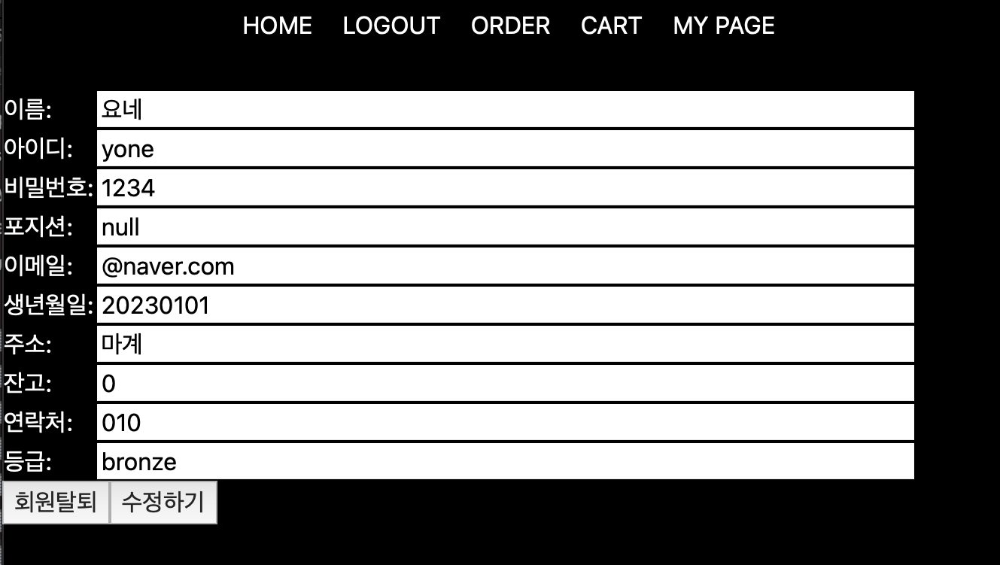 HOME LOGOUT ORDER CART MY PAGE
이름: 요네
아이디: yone
비밀번호: 1234
포지션: null
이메일: @naver.com
생년월일: 20230101
주소: 마계
잔고: 0
연락처: 010
등급: bronze
회원탈퇴 수정하기